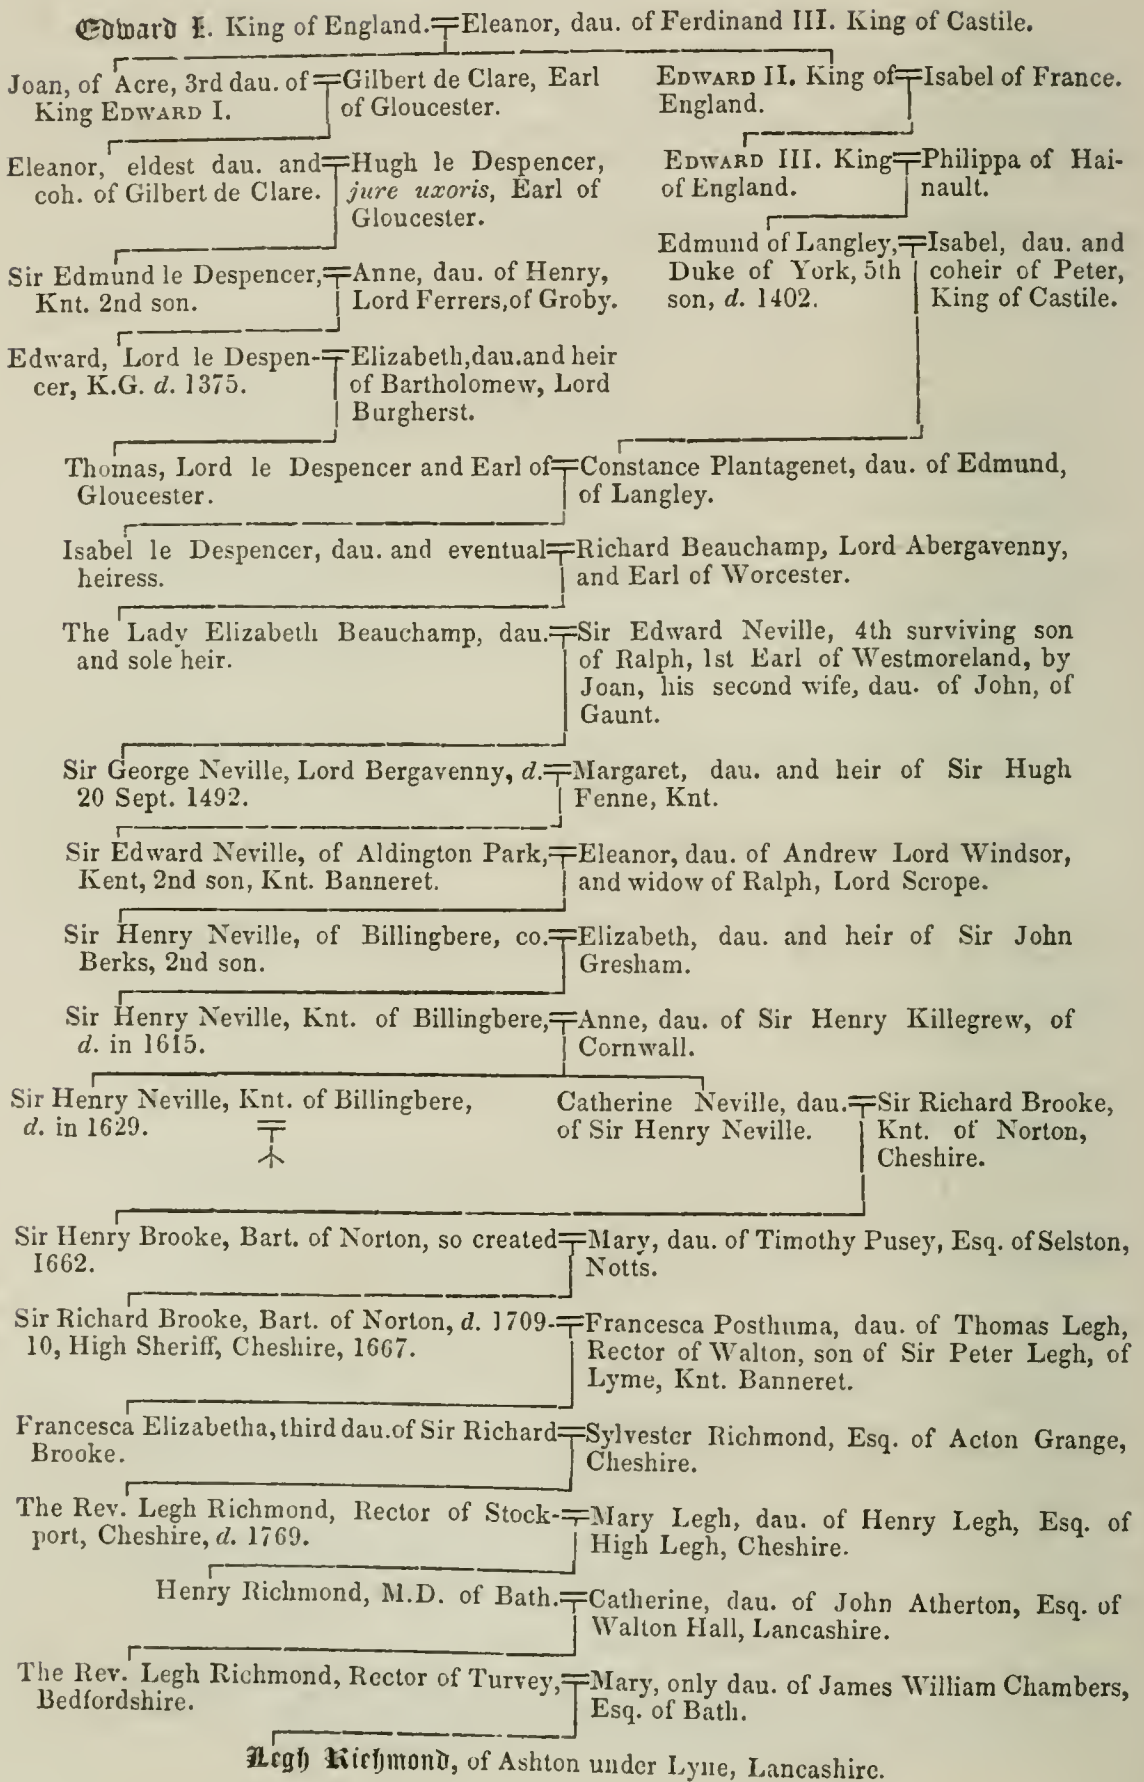 Edward I. King of England.=Eleanor, dau. of Ferdinand III. King of Castile.
Joan, of Acre, 3rd dau. of
King EDWARD I.
=Gilbert de Clare, Earl
of Gloucester.
EDWARD II. King of
England.
=Isabel of France.
Eleanor, eldest dau. and
coh. of Gilbert de Clare.
=Hugh le Despencer,
jure uxoris, Earl of
Gloucester.
EDWARD III. King
of England.
=Philippa of Hai-
nault.
Sir Edmund le Despencer,
Knt. 2nd son.
=Anne, dau. of Henry,
Lord Ferrers, of Groby.
Edmund of Langley,
Duke of York, 5th
son, d. 1402.
=Isabel, dau. and
coheir of Peter,
King of Castile.
Edward, Lord le Despen-
cer, K.G. d. 1375.
=Elizabeth, dau. and heir
of Bartholomew, Lord
Burgherst.
Thomas, Lord le Despencer and Earl of
Gloucester.
=Constance Plantagenet, dau. of Edmund,
of Langley.
Isabel le Despencer, dau. and eventual
heiress.
=Richard Beauchamp, Lord Abergavenny,
and Earl of Worcester.
The Lady Elizabeth Beauchamp, dau.
and sole heir.
=Sir Edward Neville, 4th surviving son
of Ralph, 1st Earl of Westmoreland, by
Joan, his second wife, dau. of John, of
Gaunt.
Sir George Neville, Lord Bergavenny, d.
20 Sept. 1492.
=Margaret, dau. and heir of Sir Hugh
Fenne, Knt.
Sir Edward Neville, of Aldington Park,
Kent, 2nd son, Knt. Banneret.
=Eleanor, dau. of Andrew Lord Windsor,
and widow of Ralph, Lord Scrope.
Sir Henry Neville, of Billingbere, co.
Berks, 2nd son.
=Elizabeth, dau. and heir of Sir John
Gresham.
Sir Henry Neville, Knt. of Billingbere,
d. in 1615.
=Anne, dau. of Sir Henry Killegrew, of
Cornwall.
Sir Henry Neville, Knt. of Billingbere,
d. in 1629.
Catherine Neville, dau.
of Sir Henry Neville.
=Sir Richard Brooke,
Knt. of Norton,
Cheshire.
Sir Henry Brooke, Bart. of Norton, so created
1662.
=Mary, dau. of Timothy Pusey, Esq. of Selston,
Notts.
Sir Richard Brooke, Bart. of Norton, d. 1709-
10, High Sheriff, Cheshire, 1667.
=Francesca Posthuma, dau. of Thomas Legh,
Rector of Walton, son of Sir Peter Legh, of
Lyme, Knt. Banneret.
Francesca Elizabetha, third dau. of Sir Richard
Brooke.
=Sylvester Richmond, Esq. of Acton Grange,
Cheshire.
The Rev. Legh Richmond, Rector of Stock-
port, Cheshire, d. 1769.
=Mary Legh, dau. of Henry Legh, Esq. of
High Legh, Cheshire.
Henry Richmond, M.D. of Bath.
=Catherine, dau. of John Atherton, Esq. of
Walton Hall, Lancashire.
The Rev. Legh Richmond, Rector of Turvey,
Bedfordshire.
=Mary, only dau. of James William Chambers,
Esq. of Bath.
Legh Richmond, of Ashton under Lyne, Lancashire.